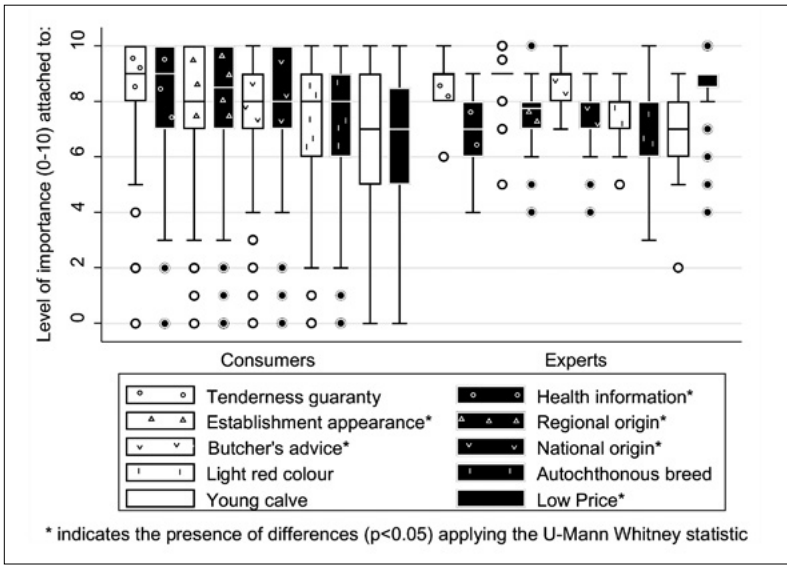 Level of importance (0-10) attached to:
10
8
6
4
2
0
Consumers Experts
Tenderness guaranty Health information*
Establishment appearance* Regional origin*
Butcher's advice* National origin*
Light red colour Autochthonous breed
Young calve Low Price*
* indicates the presence of differences (p<0.05) applying the U-Mann Whitney statistic